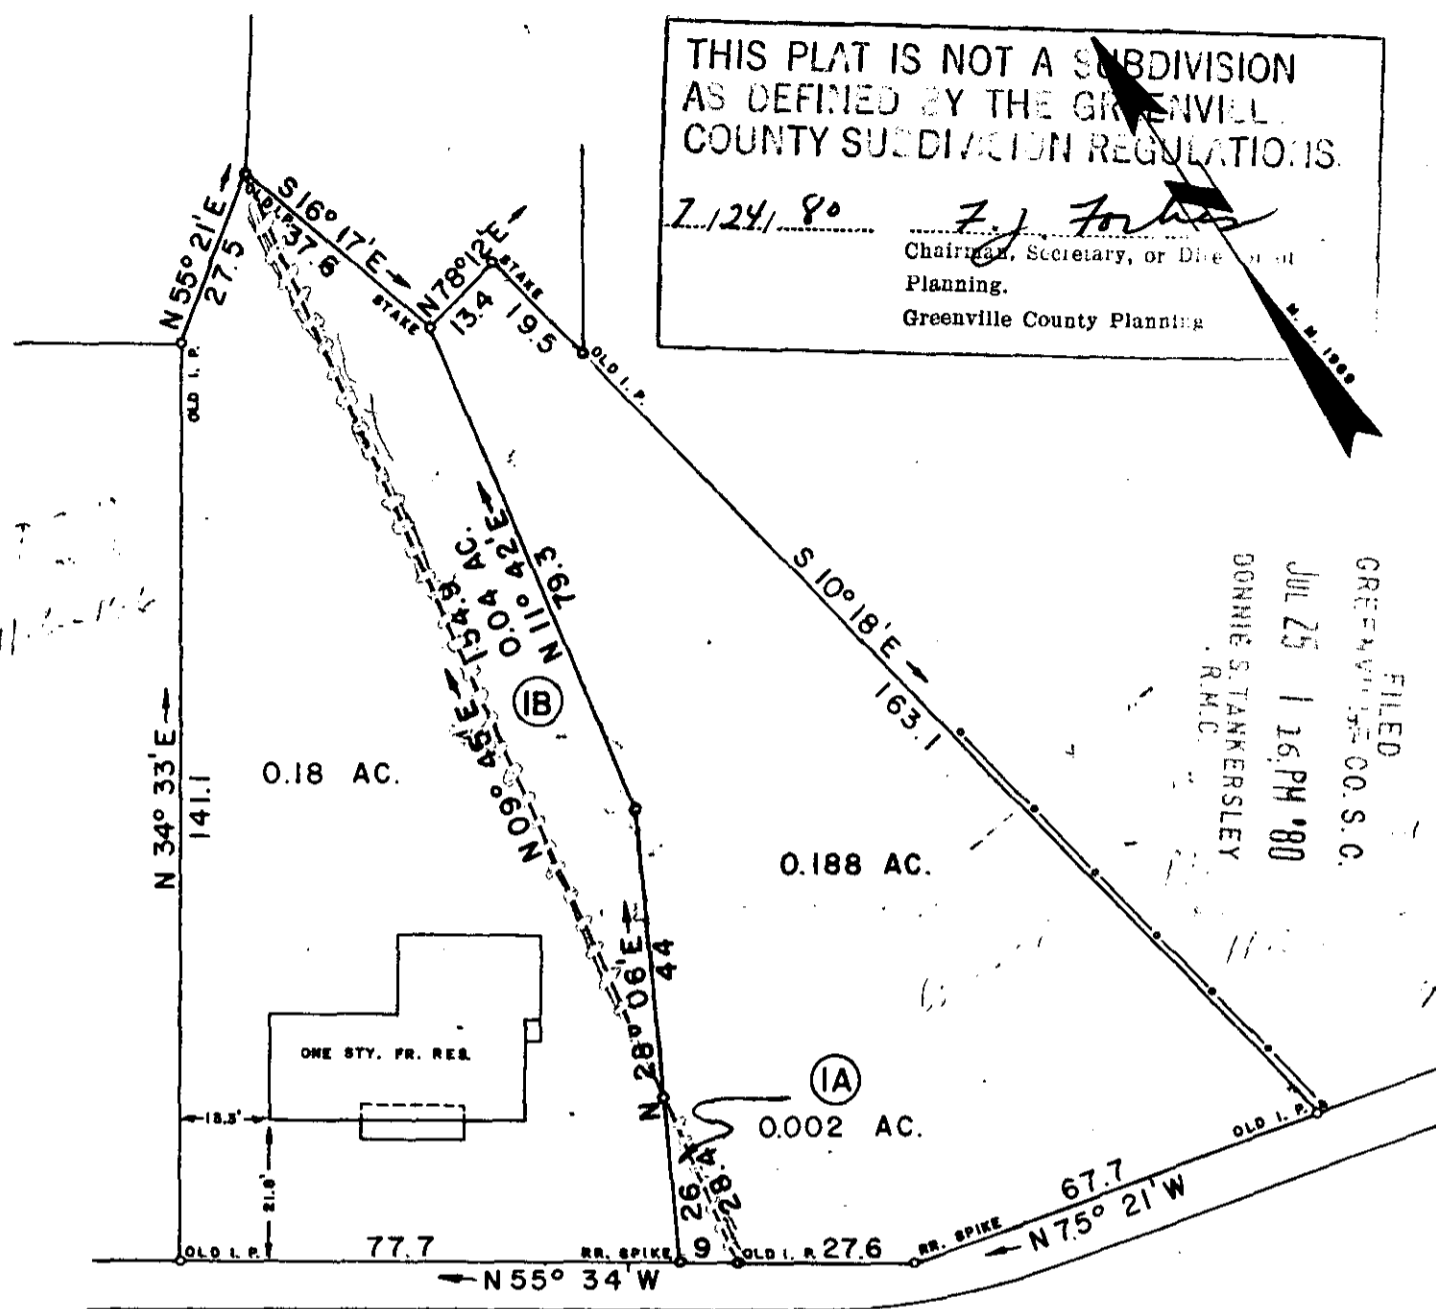 THIS PLAT IS NOT A SUBDIVISION
AS DEFINED BY THE GREENVILL
COUNTY SUBDIVISION REGULATIONS.
7/24/80
F. J. Forbes
Chairman, Secretary, or Director of
Planning.
Greenville County Planning
M. M. 1969
N 55° 21' E
27.5
OLD I. P.
S 16° 17' E
37.6
STAKE
N 78° 12' E
13.4
STAKE
19.5
OLD I. P.
OLD I. P.
S 10° 18' E
163.1
N 11° 42' E
79.3
0.04 AC.
154.9
N 09° 45' E
1B
N 34° 33' E
141.1
0.18 AC.
0.188 AC.
FILED
GREENVILLE CO. S. C.
JUL 25 1 16 PM '80
DONNIE S. TANKERSLEY
R.M.C.
N 28° 06' E
44
ONE STY. FR. RES.
1A
0.002 AC.
13.3'
21.8'
26
28.4
OLD I. P.
67.7
N 75° 21' W
OLD I. P.
77.7
RR. SPIKE
9
OLD I. P.
27.6
RR. SPIKE
N 55° 34' W